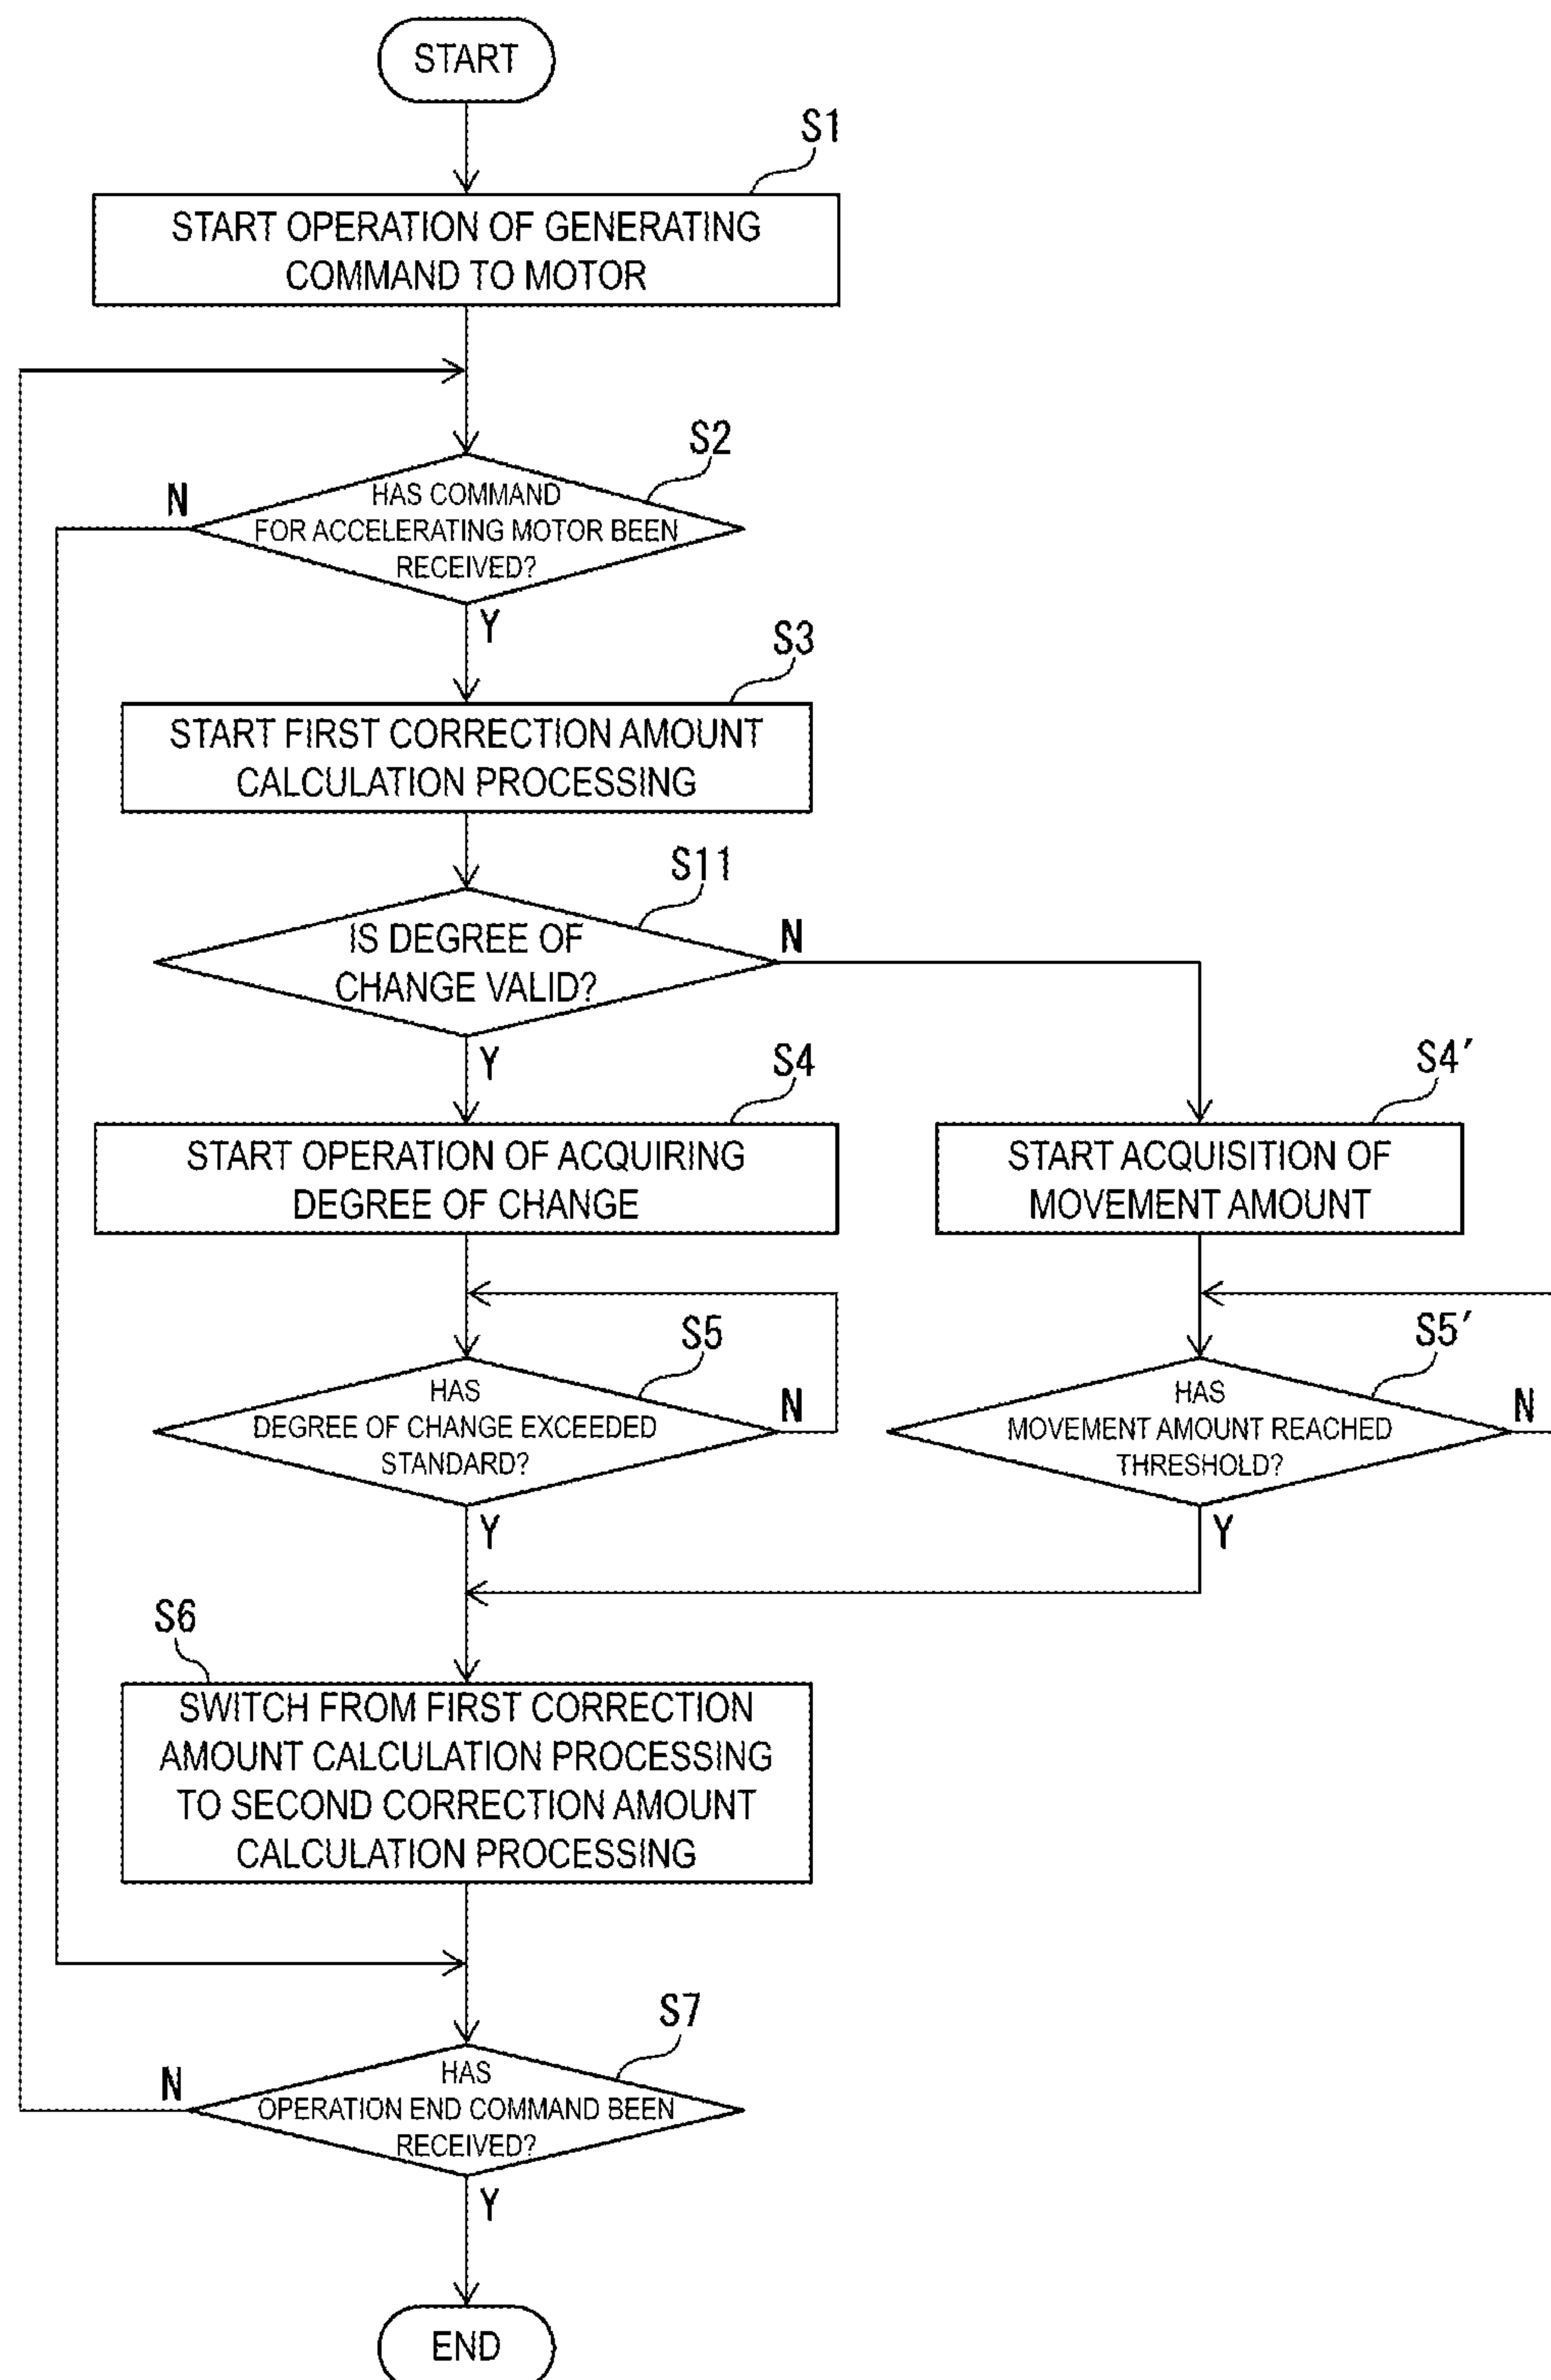 START
S1
START OPERATION OF GENERATING
COMMAND TO MOTOR
S2
N
HAS COMMAND
FOR ACCELERATING MOTOR BEEN
RECEIVED?
Y
S3
START FIRST CORRECTION AMOUNT
CALCULATION PROCESSING
S11
N
IS DEGREE OF
CHANGE VALID?
Y
S4
START OPERATION OF ACQUIRING
DEGREE OF CHANGE
S4′
START ACQUISITION OF
MOVEMENT AMOUNT
S5
HAS
DEGREE OF CHANGE EXCEEDED
STANDARD?
N
Y
S5′
HAS
MOVEMENT AMOUNT REACHED
THRESHOLD?
N
Y
S6
SWITCH FROM FIRST CORRECTION
AMOUNT CALCULATION PROCESSING
TO SECOND CORRECTION AMOUNT
CALCULATION PROCESSING
S7
N
HAS
OPERATION END COMMAND BEEN
RECEIVED?
Y
END